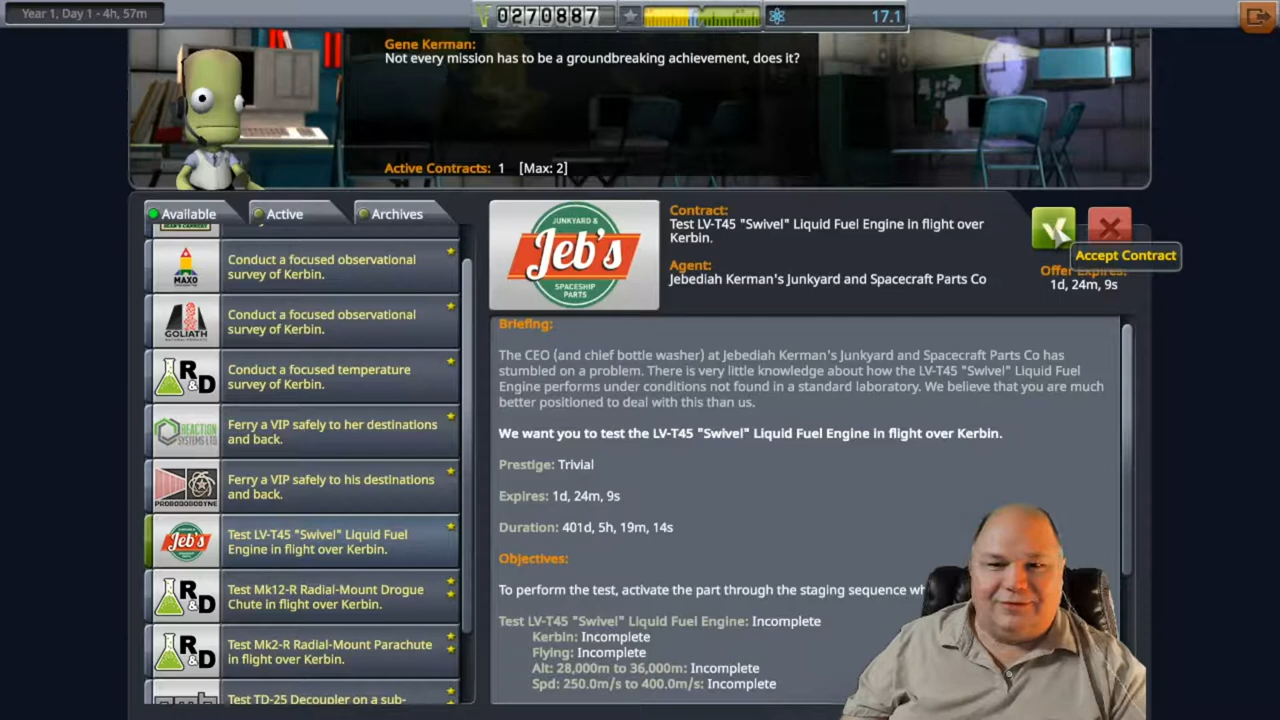 Year 1, Day 1 - 4h, 57m
0270887
17.1
Gene Kerman:
Not every mission has to be a groundbreaking achievement, does it?
Active Contracts: 1 [Max: 2]
Available
Active
Archives
MAXO
Conduct a focused observational
survey of Kerbin.
GOLIATH
Conduct a focused observational
survey of Kerbin.
R&D
Conduct a focused temperature
survey of Kerbin.
REACTION
SYSTEMS LTD
Ferry a VIP safely to her destinations
and back.
PROBODOBODYNE
Ferry a VIP safely to his destinations
and back.
Jeb's
Test LV-T45 "Swivel" Liquid Fuel
Engine in flight over Kerbin.
R&D
Test Mk12-R Radial-Mount Drogue
Chute in flight over Kerbin.
R&D
Test Mk2-R Radial-Mount Parachute
in flight over Kerbin.
Test TD-25 Decoupler on a sub-
JUNKYARD &
Jeb's
SPACESHIP
PARTS
Contract:
Test LV-T45 "Swivel" Liquid Fuel Engine in flight over
Kerbin.
Agent:
Jebediah Kerman's Junkyard and Spacecraft Parts Co
Accept Contract
Offer Expires:
1d, 24m, 9s
Briefing:
The CEO (and chief bottle washer) at Jebediah Kerman's Junkyard and Spacecraft Parts Co has
stumbled on a problem. There is very little knowledge about how the LV-T45 "Swivel" Liquid Fuel
Engine performs under conditions not found in a standard laboratory. We believe that you are much
better positioned to deal with this than us.
We want you to test the LV-T45 "Swivel" Liquid Fuel Engine in flight over Kerbin.
Prestige: Trivial
Expires: 1d, 24m, 9s
Duration: 401d, 5h, 19m, 14s
Objectives:
To perform the test, activate the part through the staging sequence
Test LV-T45 "Swivel" Liquid Fuel Engine: Incomplete
Kerbin: Incomplete
Flying: Incomplete
Alt: 28,000m to 36,000m: Incomplete
Spd: 250.0m/s to 400.0m/s: Incomplete